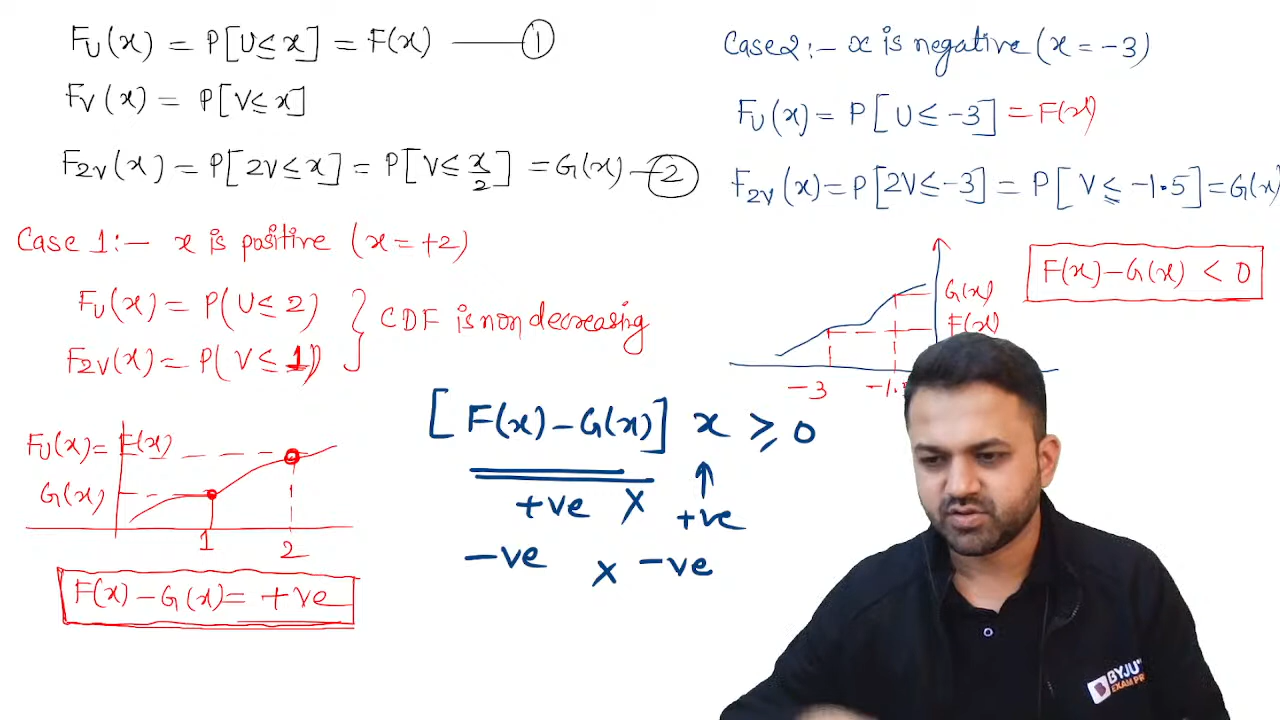 F_U(x) = P[U ≤ x] = F(x) —— ①
F_V(x) = P[V ≤ x]
F_2V(x) = P[2V ≤ x] = P[V ≤ x/2] = G(x) — ②
Case 1:- x is positive (x = +2)
F_U(x) = P(U ≤ 2)
F_2V(x) = P(V ≤ 1)
} CDF is non decreasing
F_U(x) = F(x)
G(x)
1
2
F(x) - G(x) = +ve
[F(x) - G(x)] x ≥ 0
+ve × +ve
-ve × -ve
Case 2:- x is negative (x = -3)
F_U(x) = P[U ≤ -3] = F(x)
F_2V(x) = P[2V ≤ -3] = P[V ≤ -1.5] = G(x)
G(x)
F(x)
-3
F(x) - G(x) < 0
BYJU'
EXAM PR